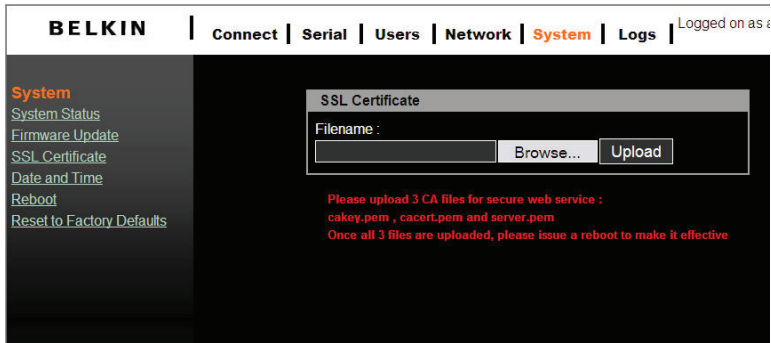 BELKIN
Connect | Serial | Users | Network | System | Logs | Logged on as
System
System Status
Firmware Update
SSL Certificate
Date and Time
Reboot
Reset to Factory Defaults
SSL Certificate
Filename :
Browse... Upload
Please upload 3 CA files for secure web service :
cakey.pem , cacert.pem and server.pem
Once all 3 files are uploaded, please issue a reboot to make it effective